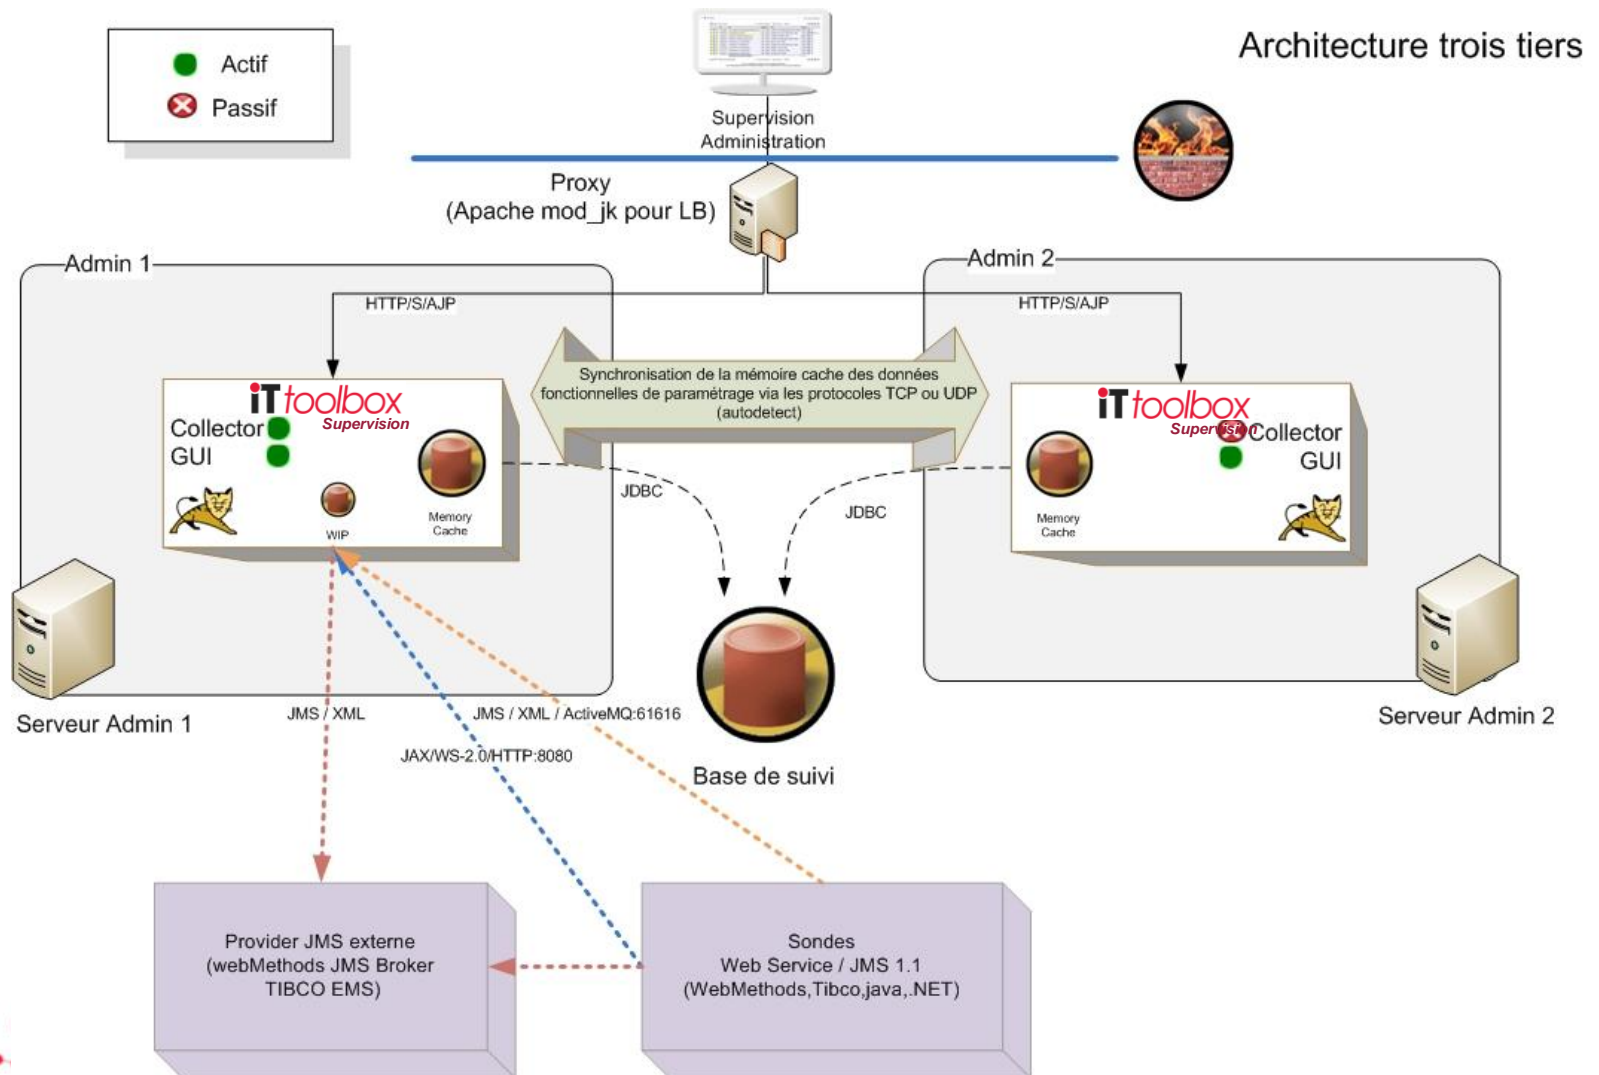 Architecture trois tiers
Actif
Passif
Supervision
Administration
Proxy
(Apache mod_jk pour LB)
Admin 1
Admin 2
HTTP/S/AJP
HTTP/S/AJP
Synchronisation de la mémoire cache des données
fonctionnelles de paramétrage via les protocoles TCP ou UDP
(autodetect)
iT toolbox
Supervision
Collector
GUI
WIP
Memory
Cache
iT toolbox
Supervision
Collector
GUI
Memory
Cache
JDBC
JDBC
Serveur Admin 1
Serveur Admin 2
JMS / XML
JMS / XML / ActiveMQ:61616
JAX/WS-2.0/HTTP:8080
Base de suivi
Provider JMS externe
(webMethods JMS Broker
TIBCO EMS)
Sondes
Web Service / JMS 1.1
(WebMethods,Tibco,java,.NET)